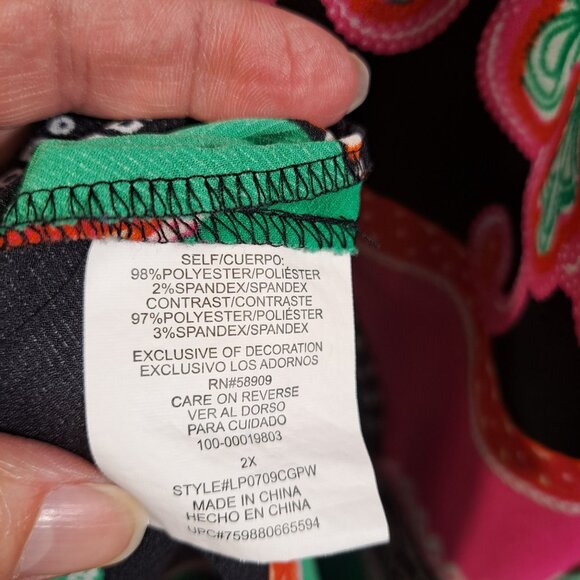 SELF/CUERPO:
98%POLYESTER/POLIÉSTER
2%SPANDEX/SPANDEX
CONTRAST/CONTRASTE
97%POLYESTER/POLIÉSTER
3%SPANDEX/SPANDEX
EXCLUSIVE OF DECORATION
EXCLUSIVO LOS ADORNOS
RN#58909
CARE ON REVERSE
VER AL DORSO
PARA CUIDADO
100-00019803
2X
STYLE#LP0709CGPW
MADE IN CHINA
HECHO EN CHINA
UPC#759880665594